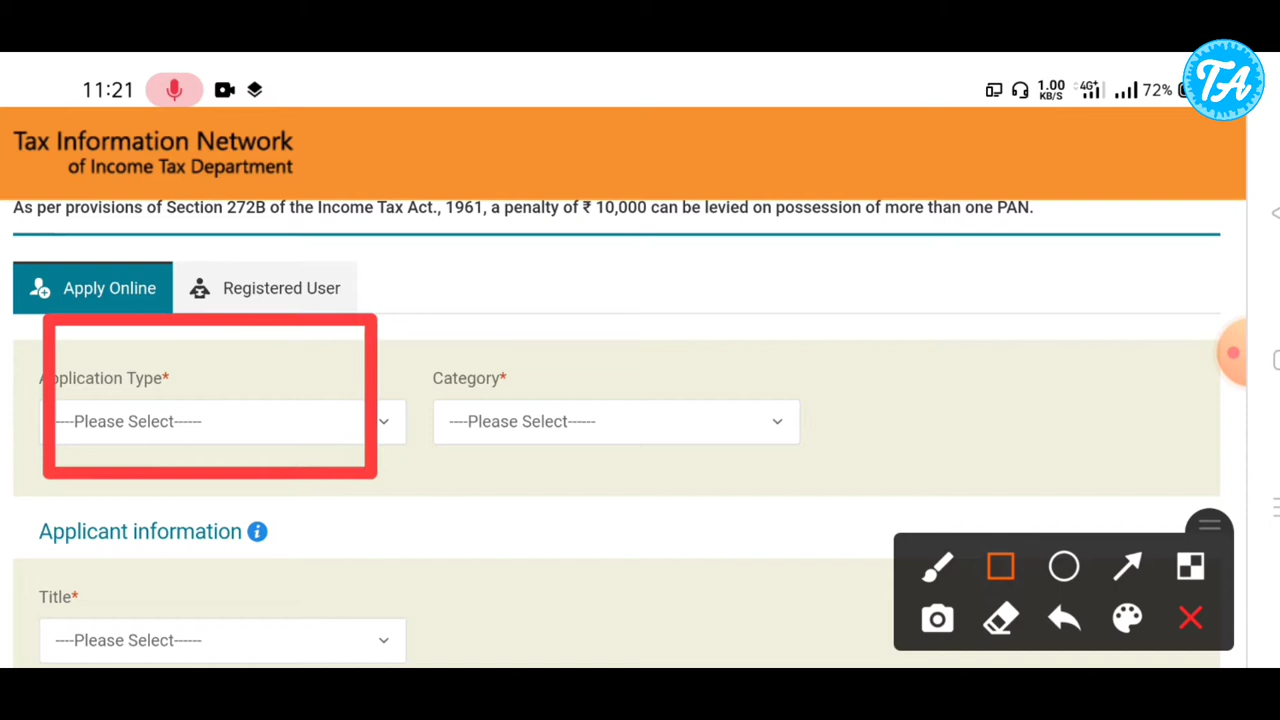 11:21
1.00
KB/S
4G+
72%
TA
Tax Information Network
of Income Tax Department
As per provisions of Section 272B of the Income Tax Act., 1961, a penalty of ₹ 10,000 can be levied on possession of more than one PAN.
Apply Online
Registered User
Application Type*
Category*
----Please Select------
----Please Select------
Applicant information
Title*
----Please Select------